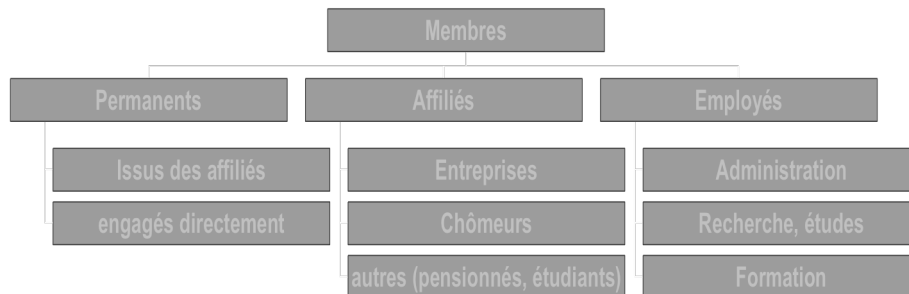 Membres
Permanents
Affiliés
Employés
Issus des affiliés
Entreprises
Administration
engagés directement
Chômeurs
Recherche, études
autres (pensionnés, étudiants)
Formation